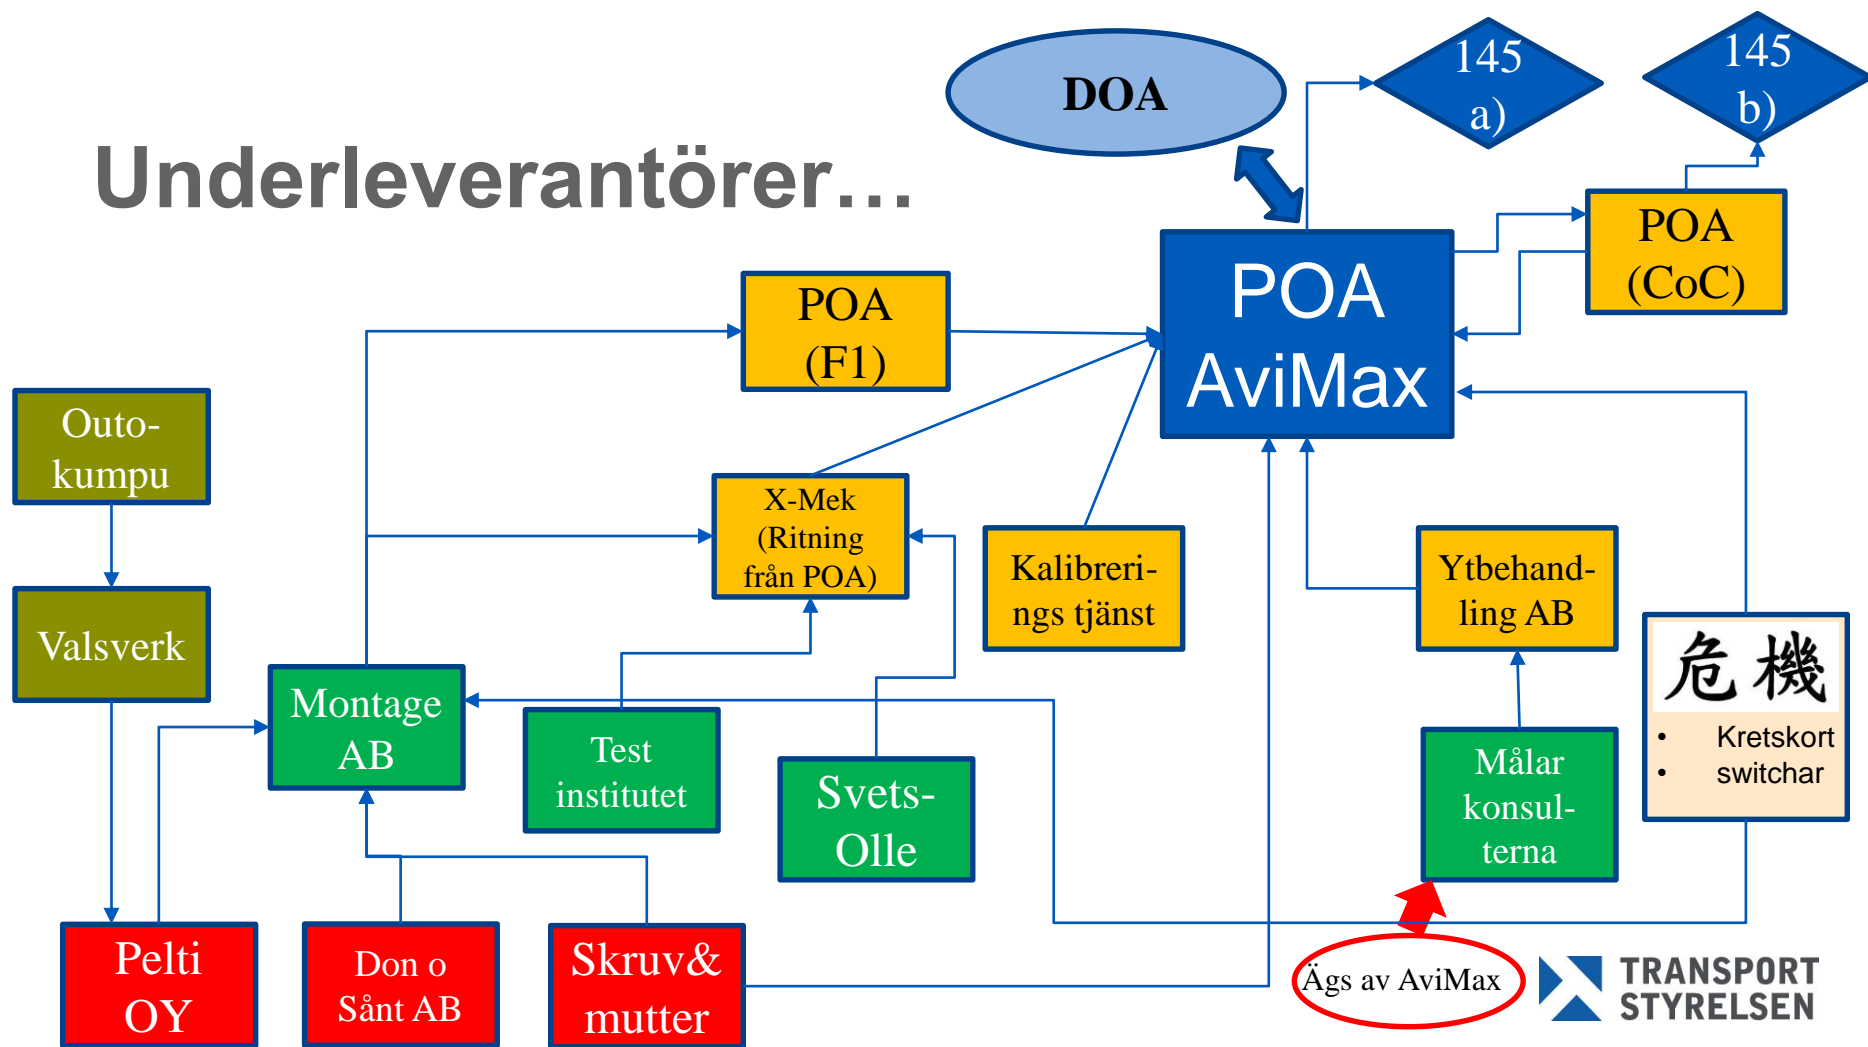 Underleverantörer…
DOA
145
a)
145
b)
POA
AviMax
POA
(CoC)
POA
(F1)
Outo-
kumpu
X-Mek
(Ritning
från POA)
Kalibreri-
ngs tjänst
Ytbehand-
ling AB
Valsverk
危機
• Kretskort
• switchar
Montage
AB
Test
institutet
Svets-
Olle
Målar
konsul-
terna
Pelti
OY
Don o
Sånt AB
Skruv&
mutter
Ägs av AviMax
TRANSPORT
STYRELSEN